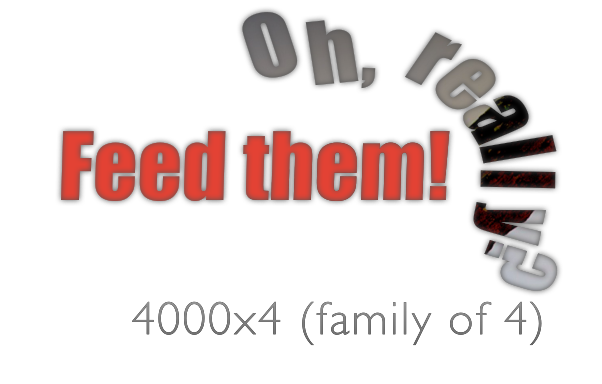 Oh, really?
Feed them!
4000x4 (family of 4)